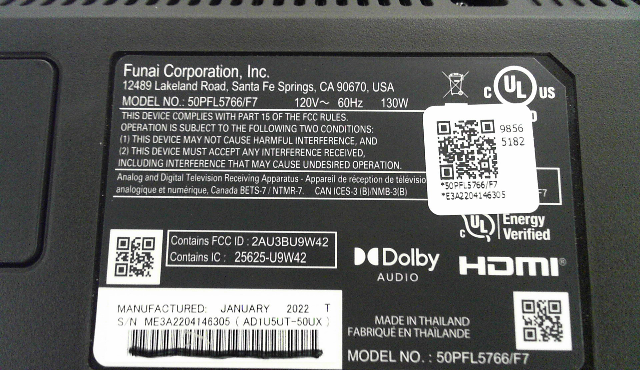 Funai Corporation, Inc.
12489 Lakeland Road, Santa Fe Springs, CA 90670, USA
MODEL NO.: 50PFL5766/F7 120V~ 60Hz 130W
C UL US
THIS DEVICE COMPLIES WITH PART 15 OF THE FCC RULES.
OPERATION IS SUBJECT TO THE FOLLOWING TWO CONDITIONS:
(1) THIS DEVICE MAY NOT CAUSE HARMFUL INTERFERENCE, AND
(2) THIS DEVICE MUST ACCEPT ANY INTERFERENCE RECEIVED,
INCLUDING INTERFERENCE THAT MAY CAUSE UNDESIRED OPERATION.
9856
5182
*50PFL5766/F7
*E3A2204146305
Analog and Digital Television Receiving Apparatus - Appareil de réception de télévisio
analogique et numérique, Canada BETS-7 / NTMR-7. CAN ICES-3 (B)/NMB-3(B)
F7
UL Energy
Verified
Contains FCC ID : 2AU3BU9W42
Contains IC : 25625-U9W42
Dolby
AUDIO
HDMI®
MANUFACTURED: JANUARY 2022 T
S/N ME3A2204146305 (AD1U5UT-50UX)
MADE IN THAILAND
FABRIQUÉ EN THAÏLANDE
MODEL NO. : 50PFL5766/F7